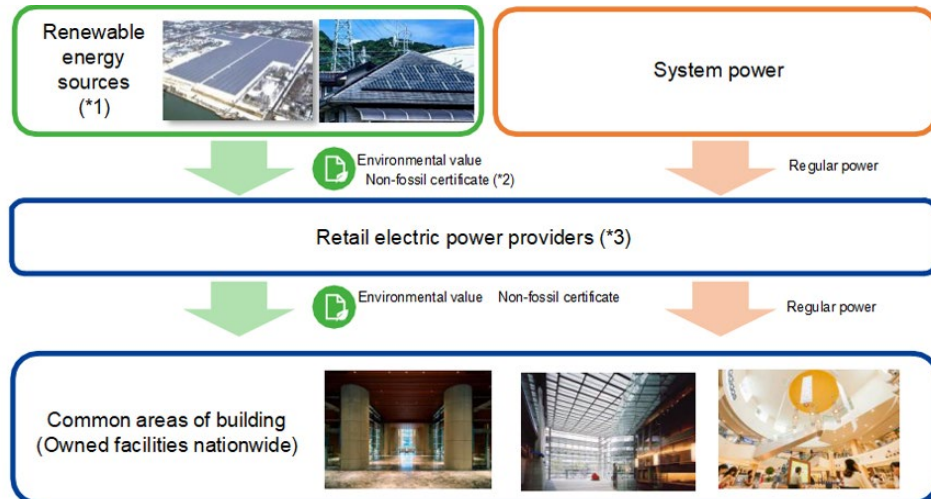 Renewable
energy
sources
(*1)
System power
Environmental value
Non-fossil certificate (*2)
Regular power
Retail electric power providers (*3)
Environmental value Non-fossil certificate
Regular power
Common areas of building
(Owned facilities nationwide)